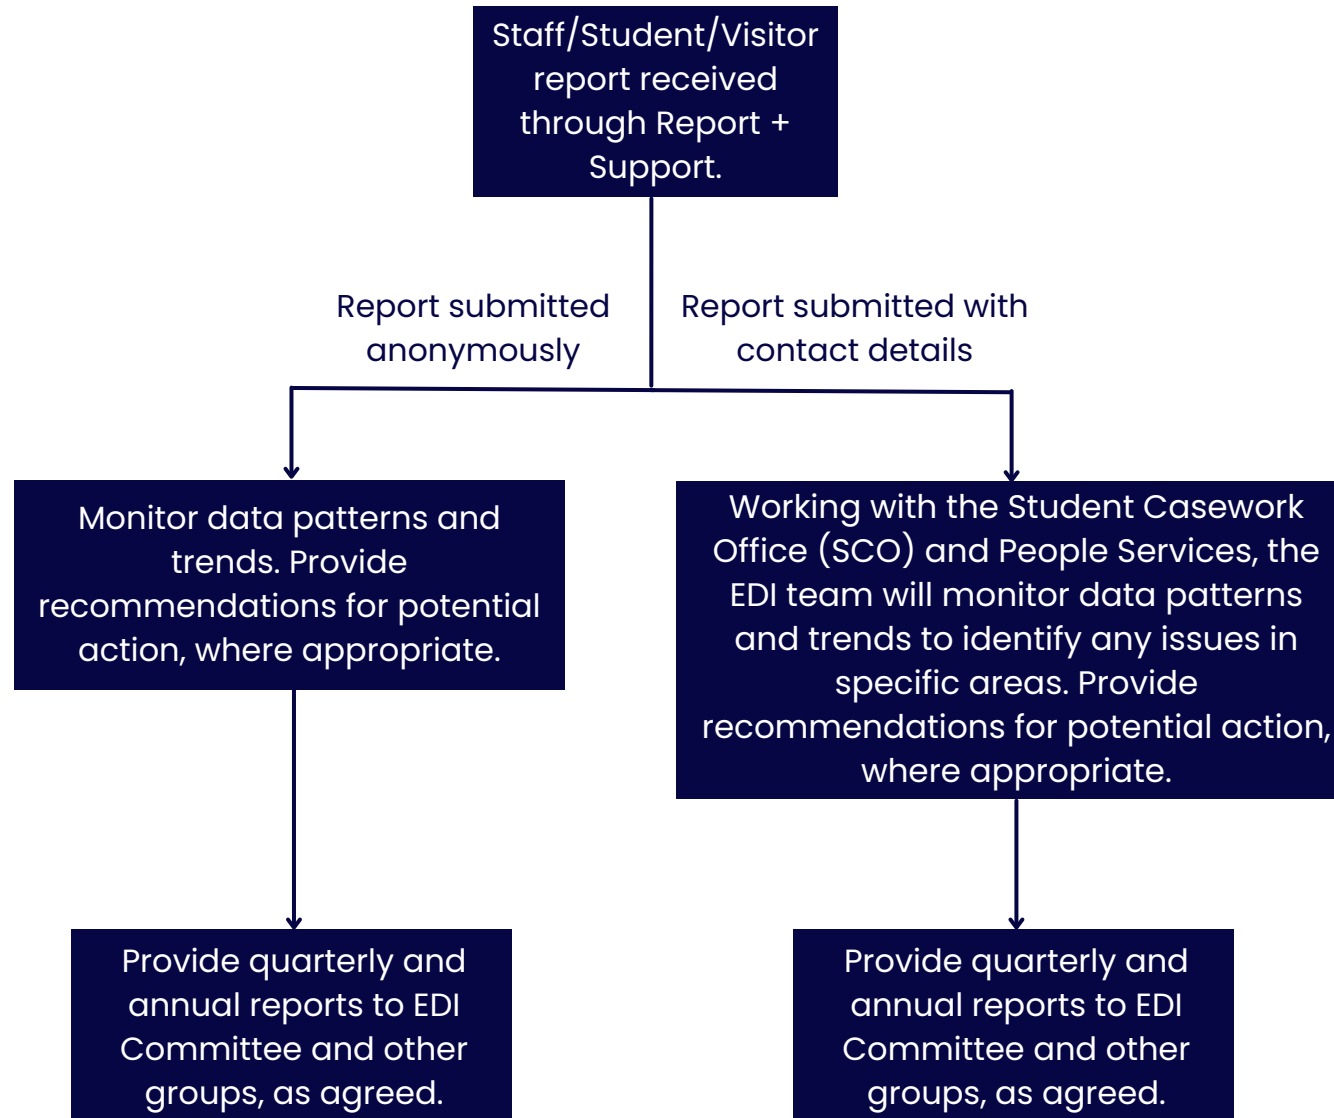 Staff/Student/Visitor
report received
through Report +
Support.
Report submitted
anonymously
Report submitted with
contact details
Monitor data patterns and
trends. Provide
recommendations for potential
action, where appropriate.
Working with the Student Casework
Office (SCO) and People Services, the
EDI team will monitor data patterns
and trends to identify any issues in
specific areas. Provide
recommendations for potential action,
where appropriate.
Provide quarterly and
annual reports to EDI
Committee and other
groups, as agreed.
Provide quarterly and
annual reports to EDI
Committee and other
groups, as agreed.